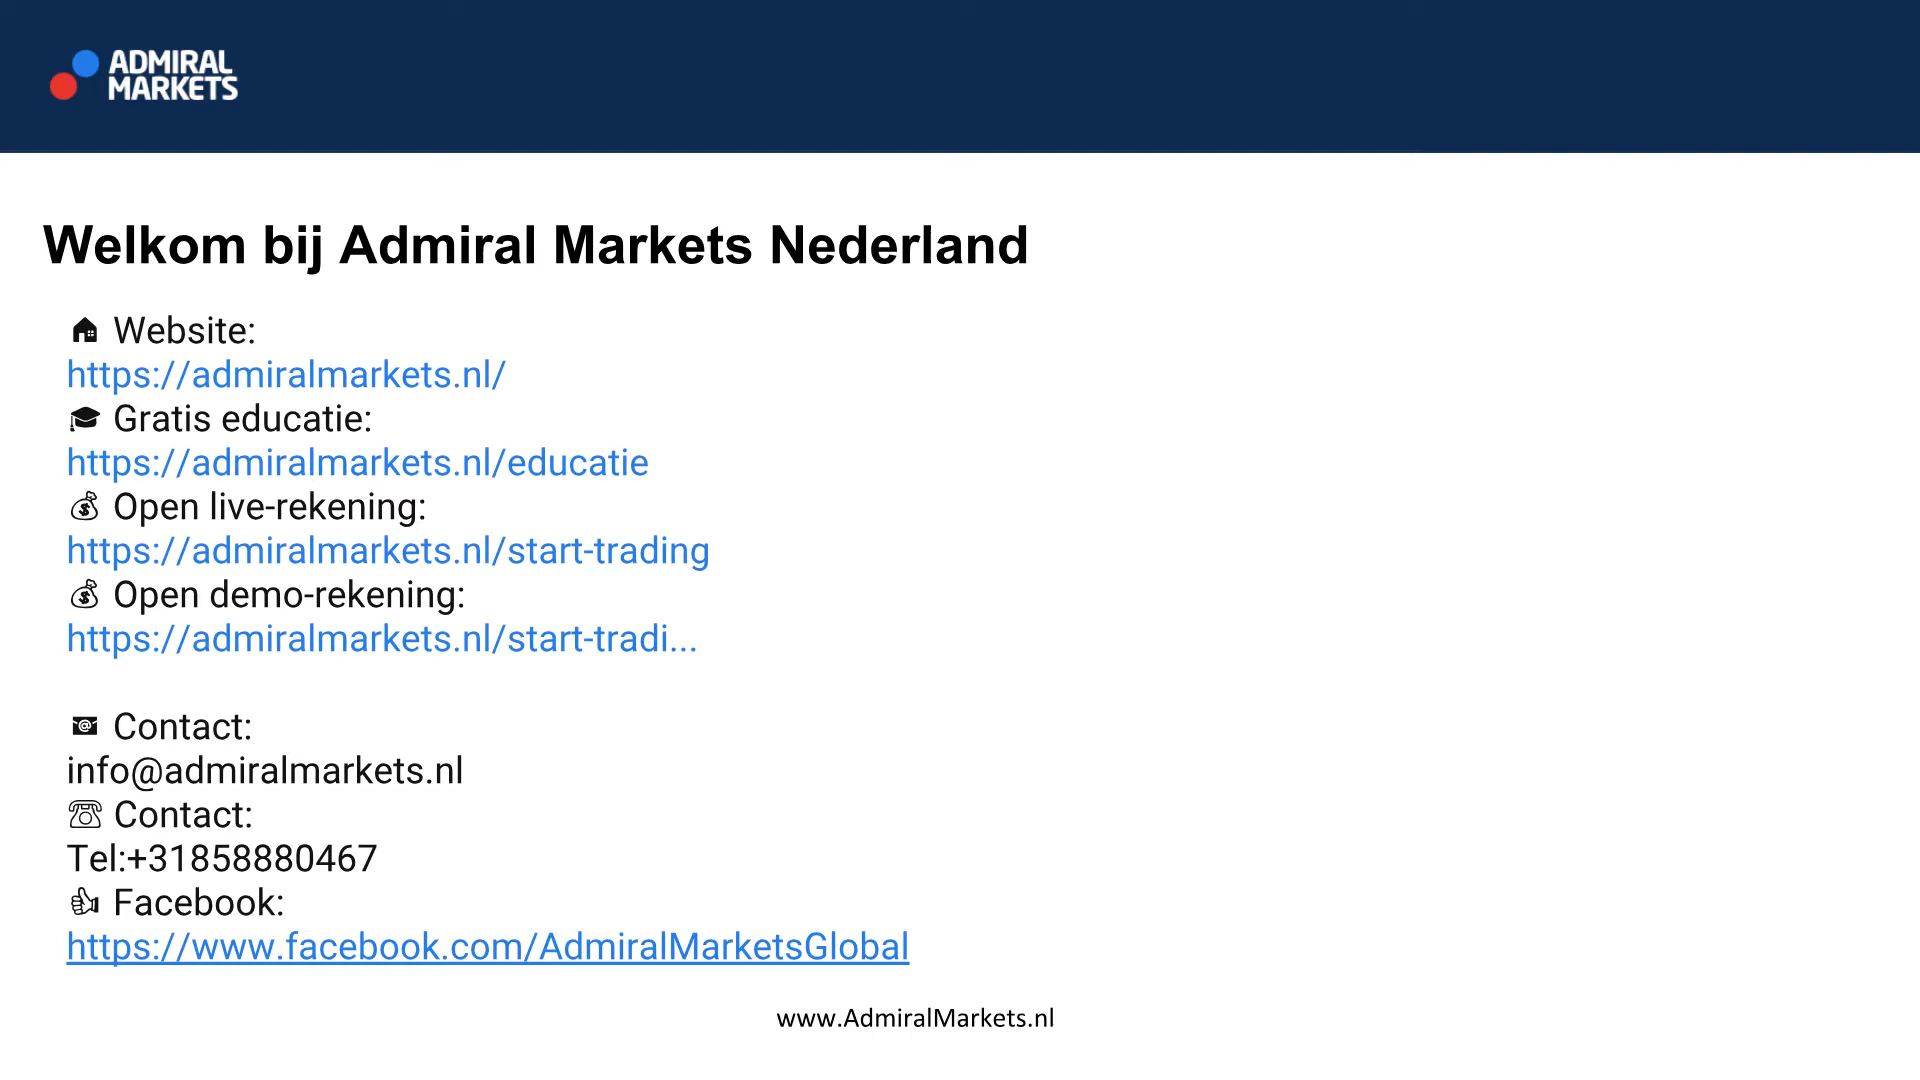 ADMIRAL
MARKETS
Welkom bij Admiral Markets Nederland
🏠 Website:
https://admiralmarkets.nl/
🎓 Gratis educatie:
https://admiralmarkets.nl/educatie
💰 Open live-rekening:
https://admiralmarkets.nl/start-trading
💰 Open demo-rekening:
https://admiralmarkets.nl/start-tradi...
📧 Contact:
info@admiralmarkets.nl
☏ Contact:
Tel:+31858880467
👍 Facebook:
https://www.facebook.com/AdmiralMarketsGlobal
www.AdmiralMarkets.nl